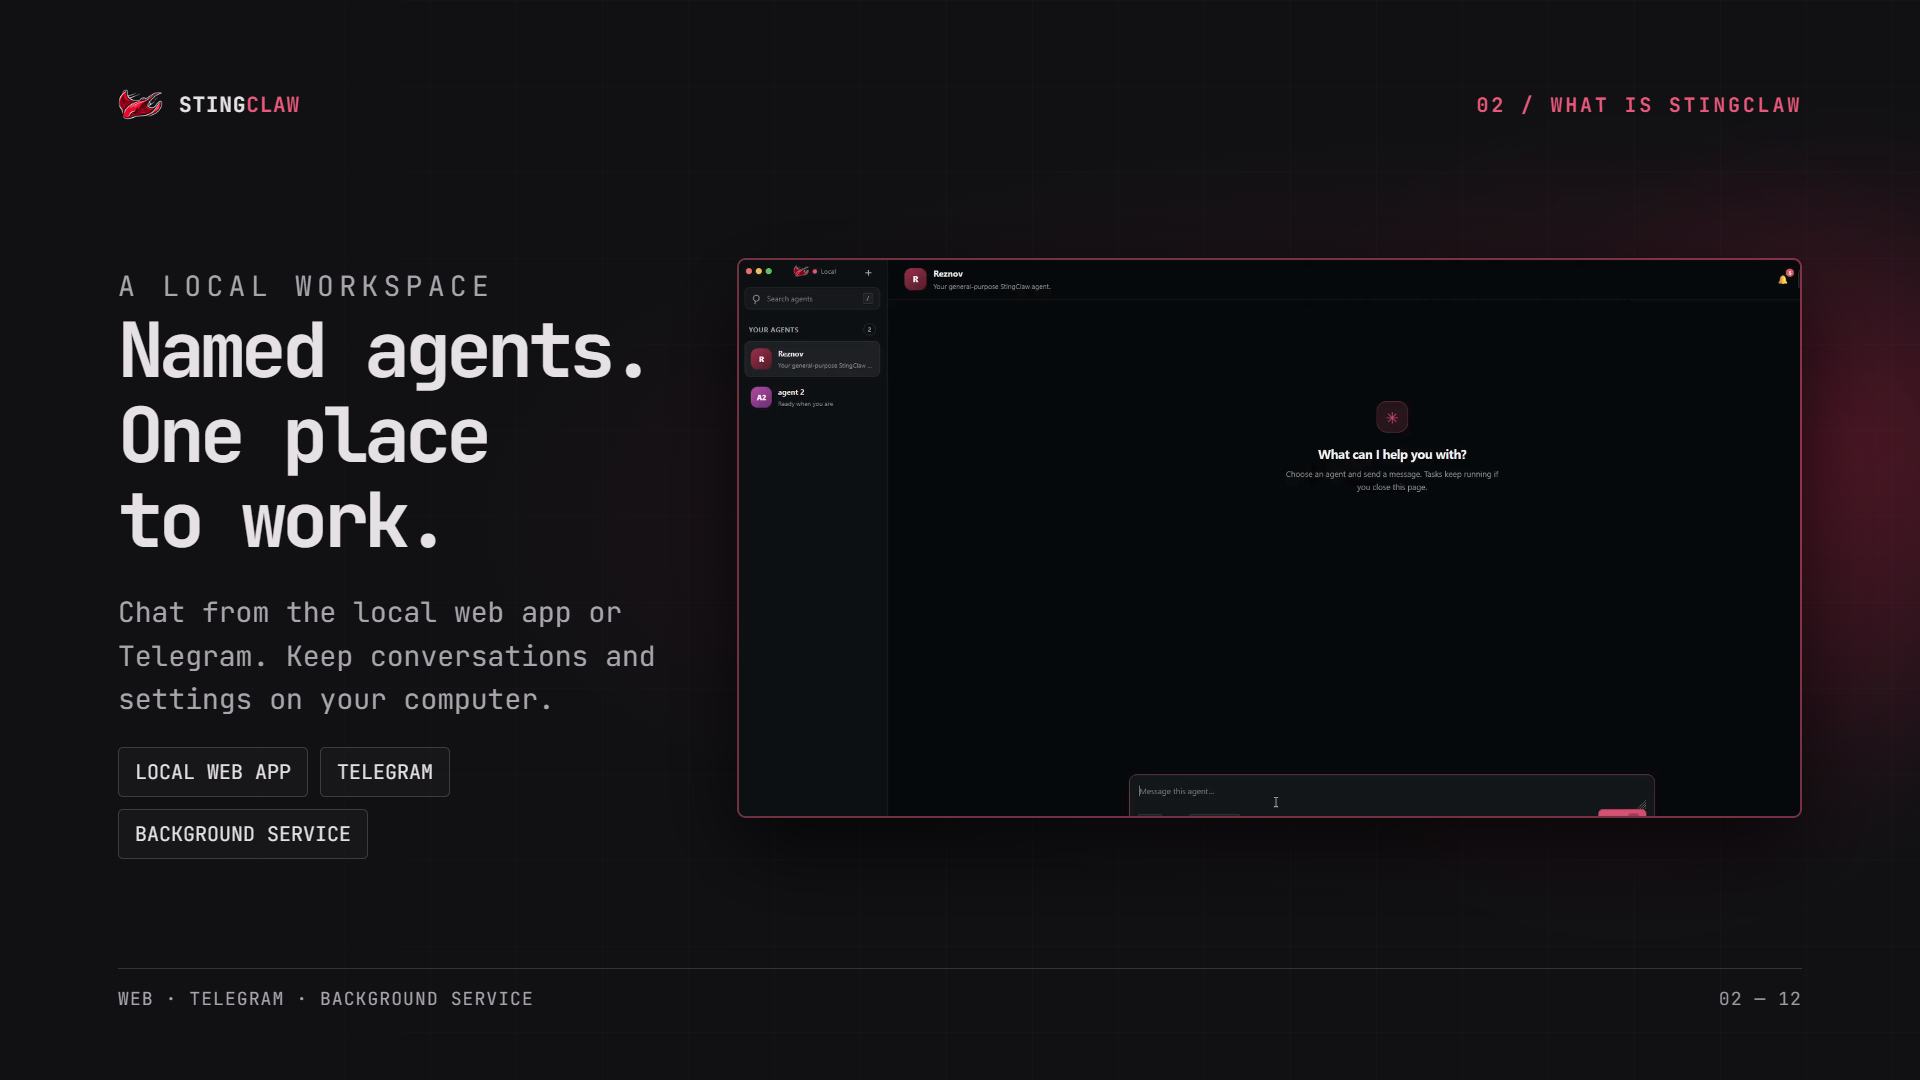 STINGCLAW
02 / WHAT IS STINGCLAW
A LOCAL WORKSPACE
Named agents.
One place
to work.
Chat from the local web app or
Telegram. Keep conversations and
settings on your computer.
LOCAL WEB APP
TELEGRAM
BACKGROUND SERVICE
Local
+
Search agents
/
YOUR AGENTS
2
R
Reznov
Your general-purpose StingClaw ...
A2
agent 2
Ready when you are
R
Reznov
Your general-purpose StingClaw agent.
What can I help you with?
Choose an agent and send a message. Tasks keep running if
you close this page.
Message this agent...
WEB · TELEGRAM · BACKGROUND SERVICE
02 — 12